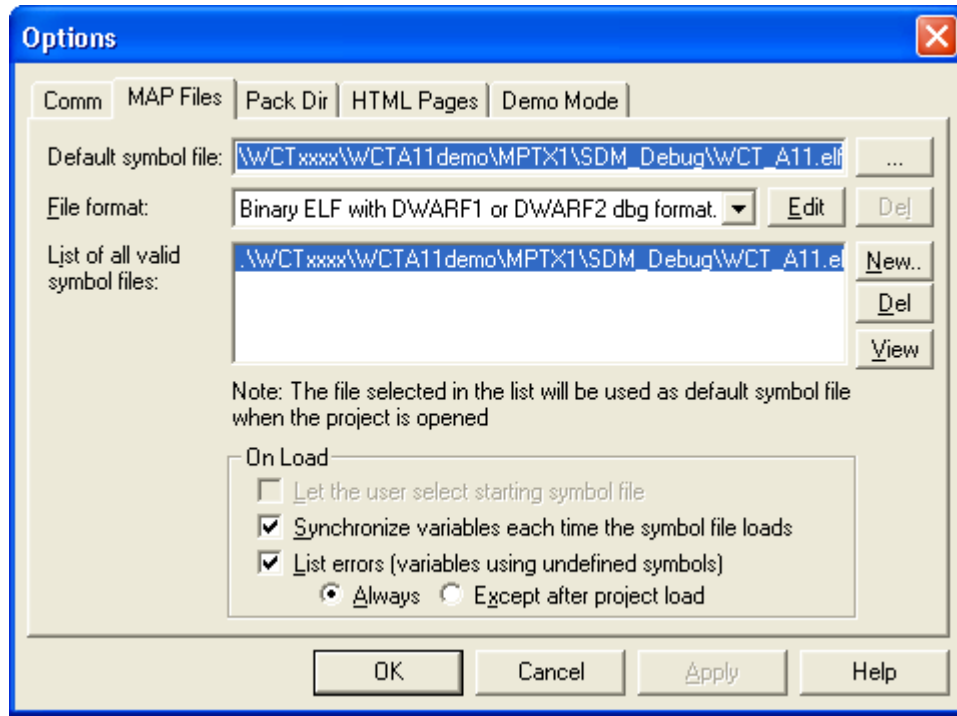 Options
Comm MAP Files Pack Dir HTML Pages Demo Mode
Default symbol file: \WCTxxxx\WCTA11demo\MPTX1\SDM_Debug\WCT_A11.elf ...
File format: Binary ELF with DWARF1 or DWARF2 dbg format. Edit Del
List of all valid
symbol files:
.\WCTxxxx\WCTA11demo\MPTX1\SDM_Debug\WCT_A11.el
New..
Del
View
Note: The file selected in the list will be used as default symbol file
when the project is opened
On Load
Let the user select starting symbol file
Synchronize variables each time the symbol file loads
List errors (variables using undefined symbols)
Always Except after project load
OK Cancel Apply Help